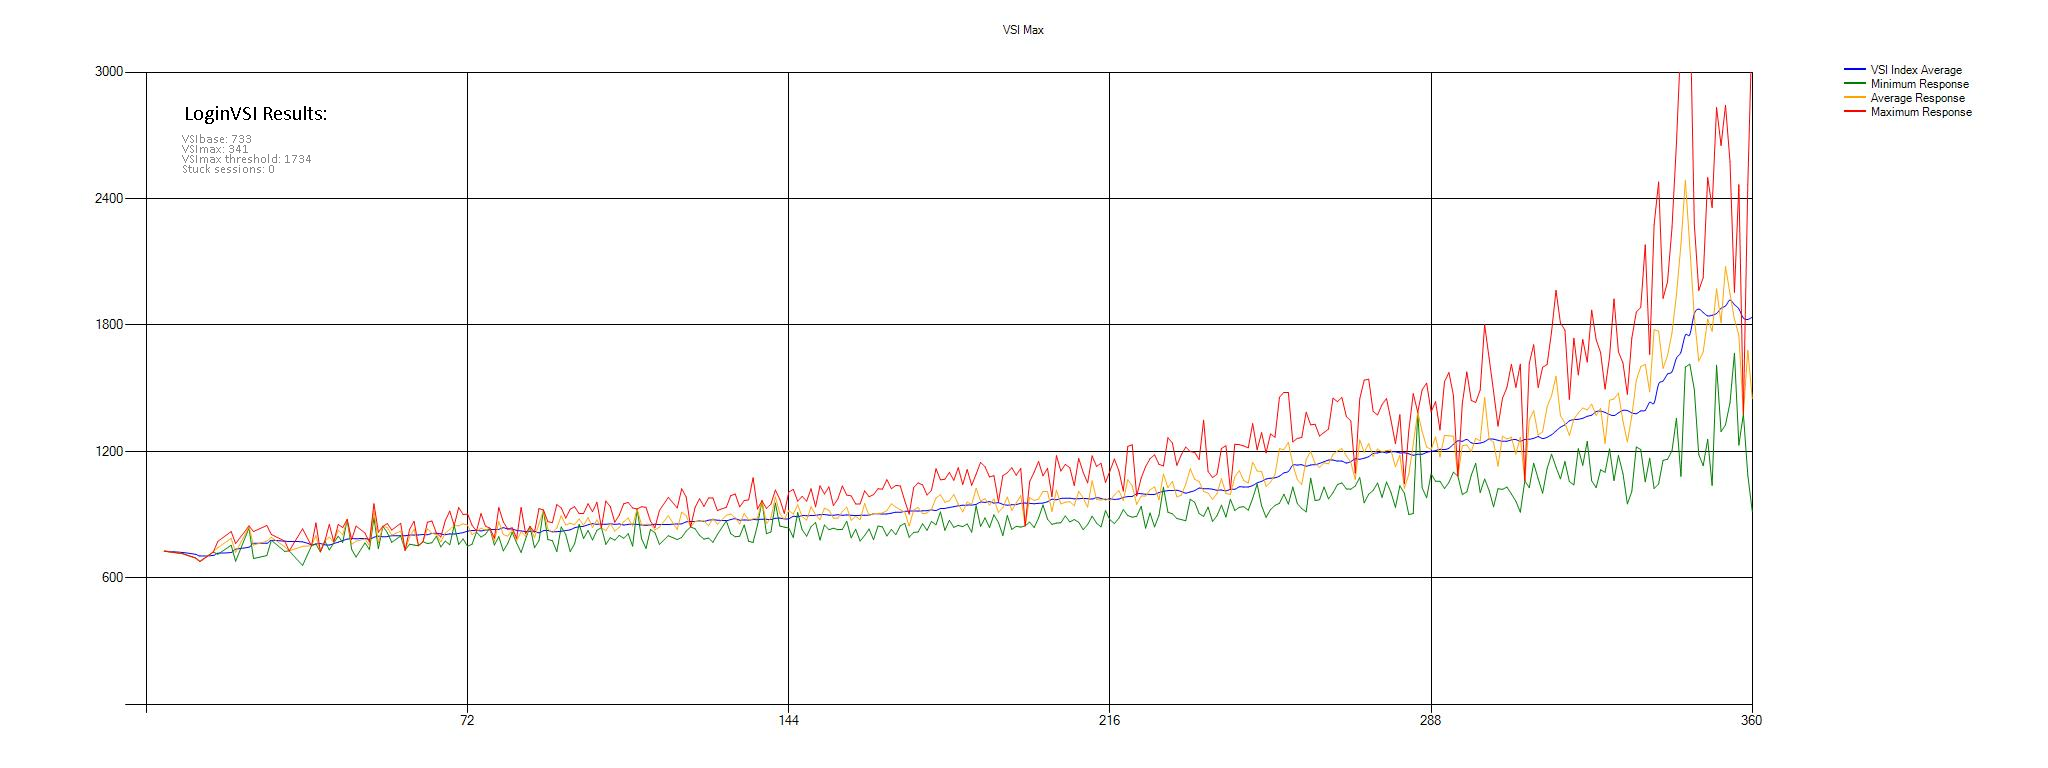 VSI Max
3000
2400
1800
1200
600
72
144
216
288
360
LoginVSI Results:
VSIbase: 733
VSImax: 341
VSImax threshold: 1734
Stuck sessions: 0
VSI Index Average
Minimum Response
Average Response
Maximum Response